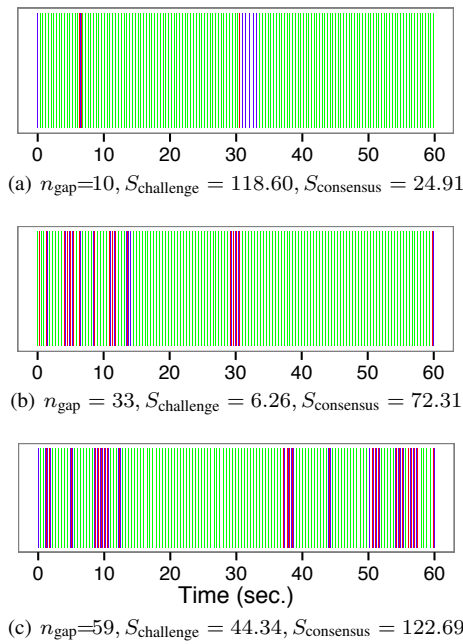 0 10 20 30 40 50 60
(a) n_gap=10, S_challenge = 118.60, S_consensus = 24.91
0 10 20 30 40 50 60
(b) n_gap = 33, S_challenge = 6.26, S_consensus = 72.31
0 10 20 30 40 50 60
Time (sec.)
(c) n_gap=59, S_challenge = 44.34, S_consensus = 122.69